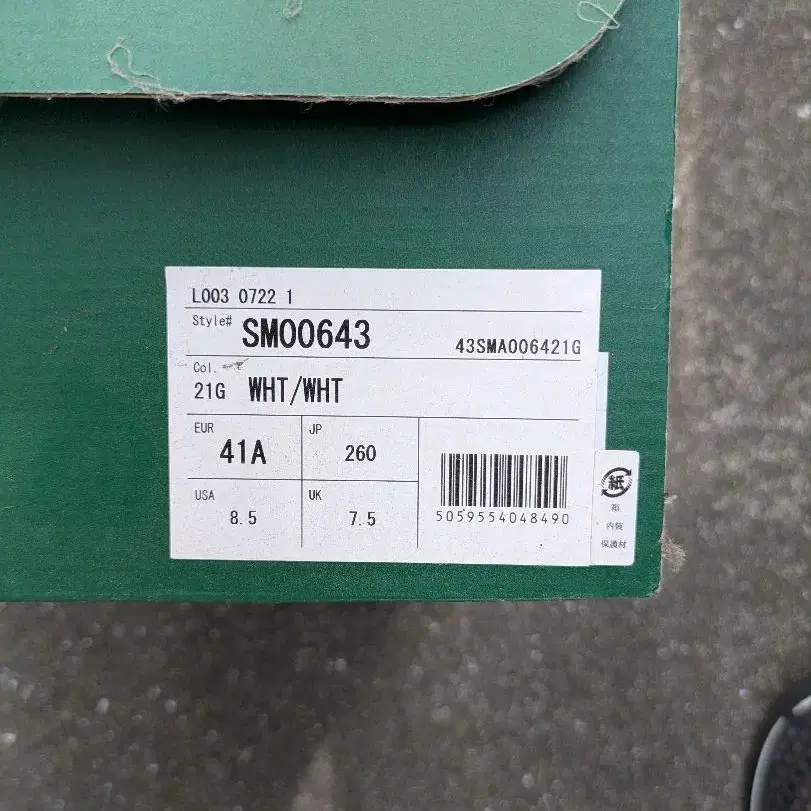 L003 0722 1
Style# SM00643 43SMA006421G
Col.
21G WHT/WHT
EUR 41A JP 260
USA 8.5 UK 7.5
5059554048490
紙
箱
内装
保護材